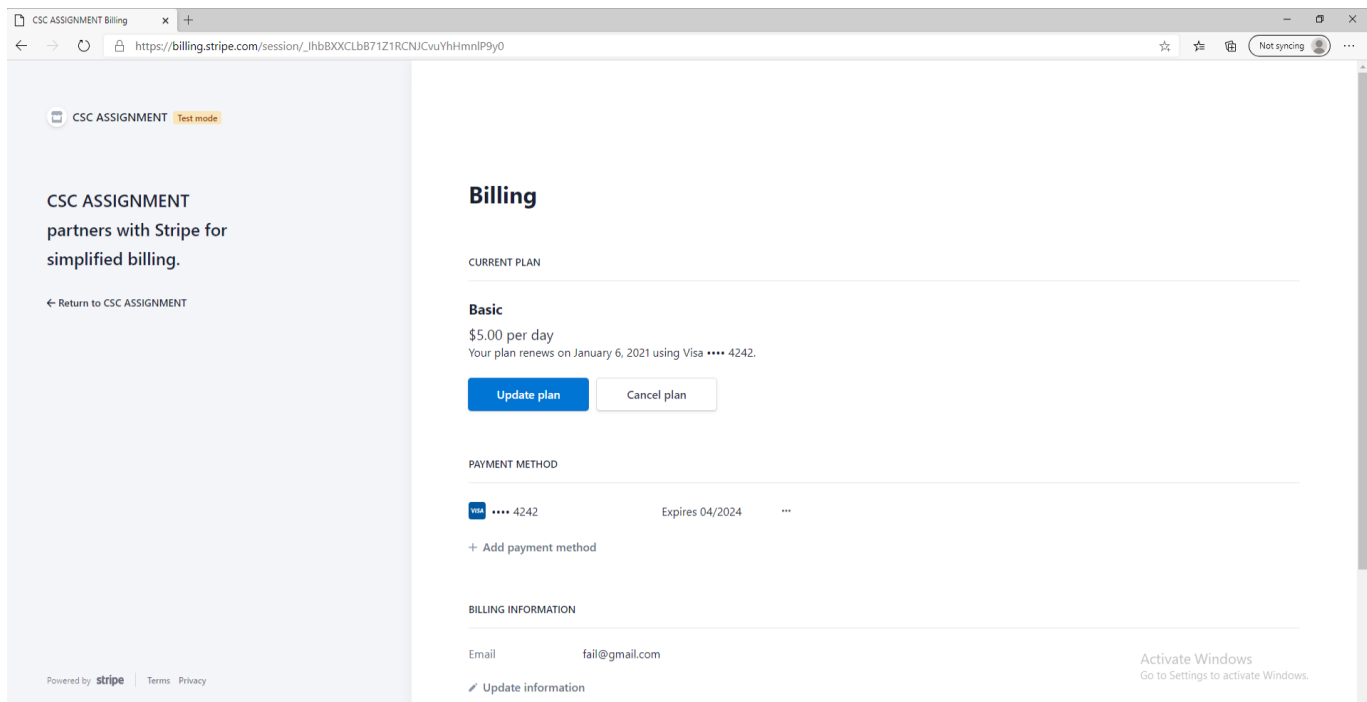 CSC ASSIGNMENT Billing
https://billing.stripe.com/session/_IhbBXXCLbB71Z1RCNJCvuYhHmnlP9y0
Not syncing
CSC ASSIGNMENT Test mode
CSC ASSIGNMENT
partners with Stripe for
simplified billing.
← Return to CSC ASSIGNMENT
Powered by stripe Terms Privacy
Billing
CURRENT PLAN
Basic
$5.00 per day
Your plan renews on January 6, 2021 using Visa •••• 4242.
Update plan Cancel plan
PAYMENT METHOD
VISA •••• 4242 Expires 04/2024 •••
+ Add payment method
BILLING INFORMATION
Email fail@gmail.com
Update information
Activate Windows
Go to Settings to activate Windows.